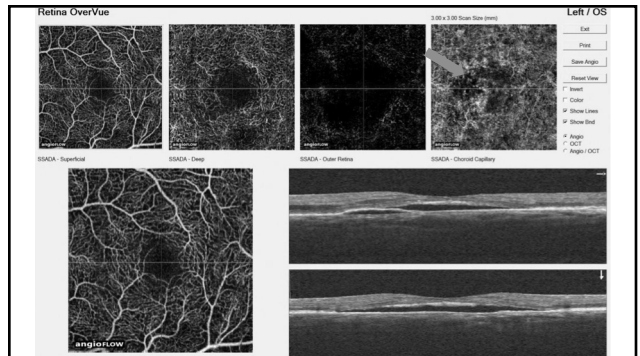 Retina OverVue
3.00 x 3.00 Scan Size (mm)
Left / OS
Exit
Print
Save Angio
Reset View
Invert
Color
Show Lines
Show Bnd
Angio
OCT
Angio / OCT
angioFLOW
angioFLOW
angioFLOW
angioFLOW
SSADA - Superficial
SSADA - Deep
SSADA - Outer Retina
SSADA - Choroid Capillary
angioFLOW